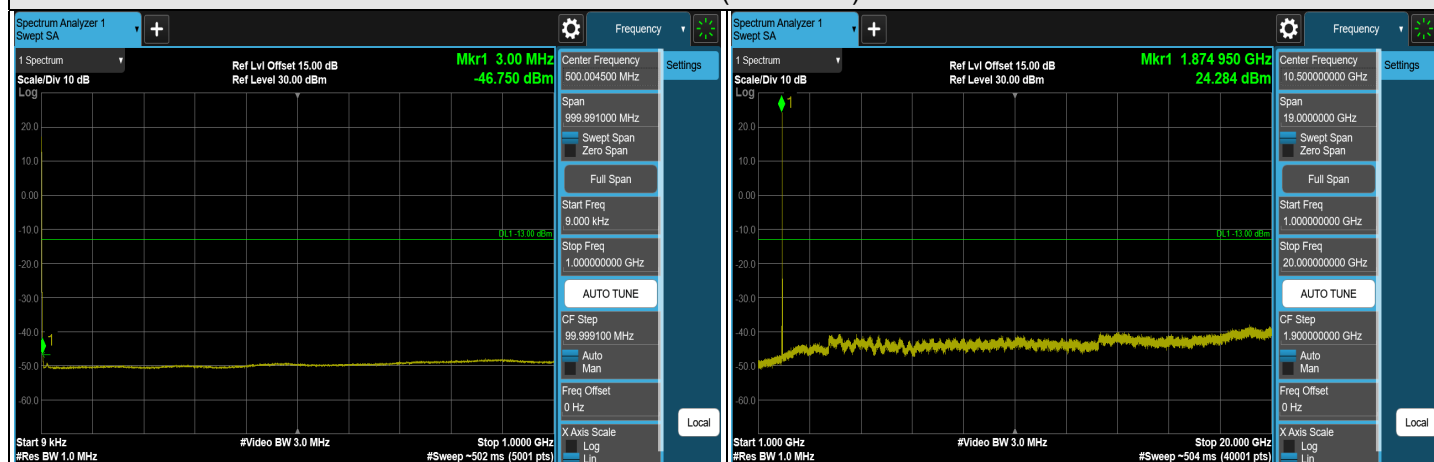 Spectrum Analyzer 1
Swept SA
Frequency
1 Spectrum
Scale/Div 10 dB
Log
Ref Lvl Offset 15.00 dB
Ref Level 30.00 dBm
Mkr1 3.00 MHz
-46.750 dBm
20.0
10.0
0.00
-10.0
-20.0
-30.0
-40.0
-50.0
-60.0
1
DL1 -13.00 dBm
Start 9 kHz
#Res BW 1.0 MHz
#Video BW 3.0 MHz
Stop 1.0000 GHz
#Sweep ~502 ms (5001 pts)
Center Frequency
500.004500 MHz
Span
999.991000 MHz
Swept Span
Zero Span
Full Span
Start Freq
9.000 kHz
Stop Freq
1.000000000 GHz
AUTO TUNE
CF Step
99.999100 MHz
Auto
Man
Freq Offset
0 Hz
X Axis Scale
Log
Lin
Settings
Local
Spectrum Analyzer 1
Swept SA
Frequency
1 Spectrum
Scale/Div 10 dB
Log
Ref Lvl Offset 15.00 dB
Ref Level 30.00 dBm
Mkr1 1.874 950 GHz
24.284 dBm
1
20.0
10.0
0.00
-10.0
-20.0
-30.0
-40.0
-50.0
-60.0
DL1 -13.00 dBm
Start 1.000 GHz
#Res BW 1.0 MHz
#Video BW 3.0 MHz
Stop 20.000 GHz
#Sweep ~504 ms (40001 pts)
Center Frequency
10.500000000 GHz
Span
19.0000000 GHz
Swept Span
Zero Span
Full Span
Start Freq
1.000000000 GHz
Stop Freq
20.000000000 GHz
AUTO TUNE
CF Step
1.900000000 GHz
Auto
Man
Freq Offset
0 Hz
X Axis Scale
Log
Lin
Settings
Local